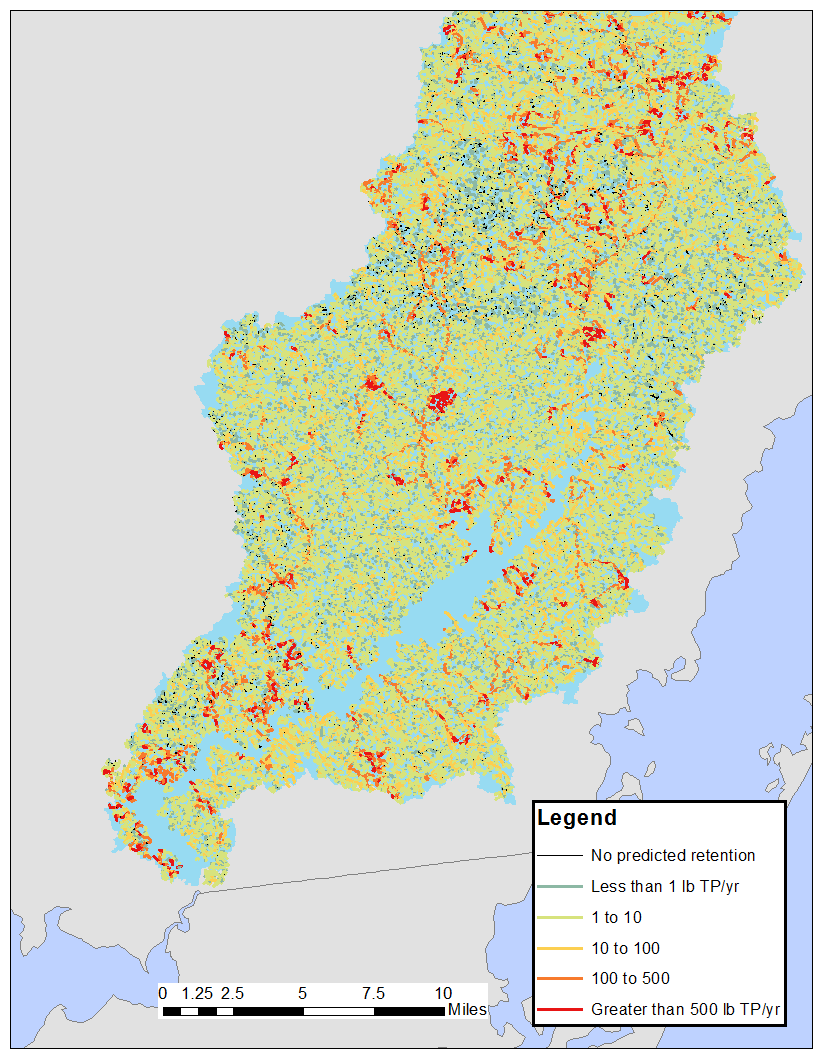 Legend
No predicted retention
Less than 1 lb TP/yr
1 to 10
10 to 100
100 to 500
Greater than 500 lb TP/yr
0 1.25 2.5 5 7.5 10
Miles